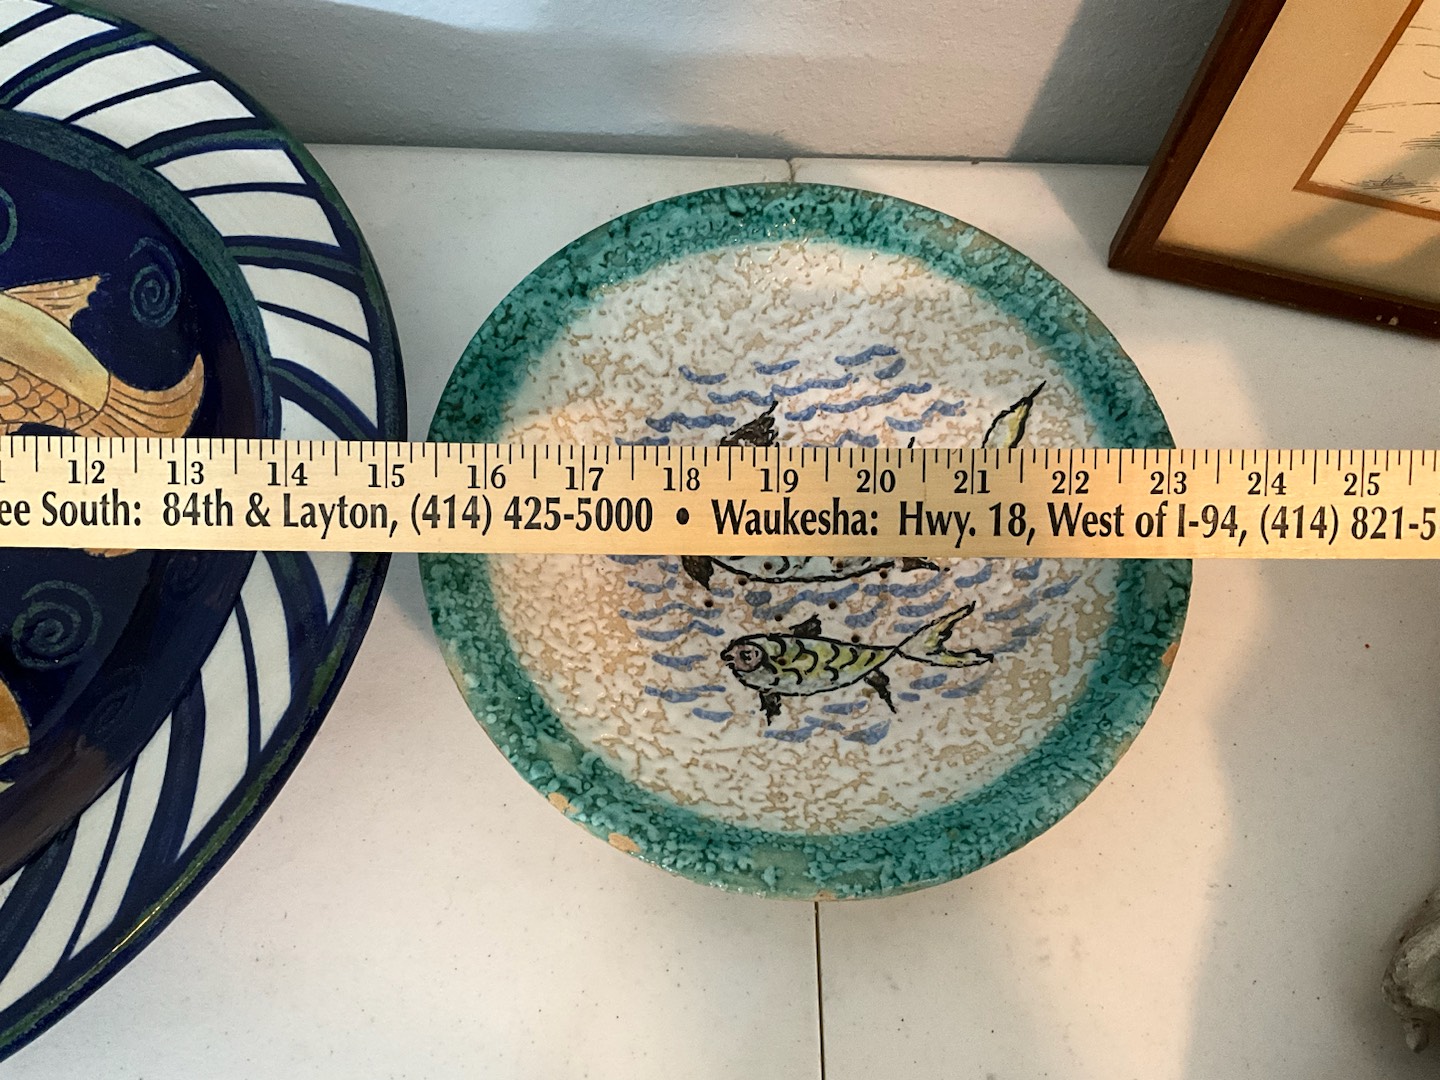 12 13 14 15 16 17 18 19 20 21 22 23 24 25
ee South: 84th & Layton, (414) 425-5000 • Waukesha: Hwy. 18, West of I-94, (414) 821-5